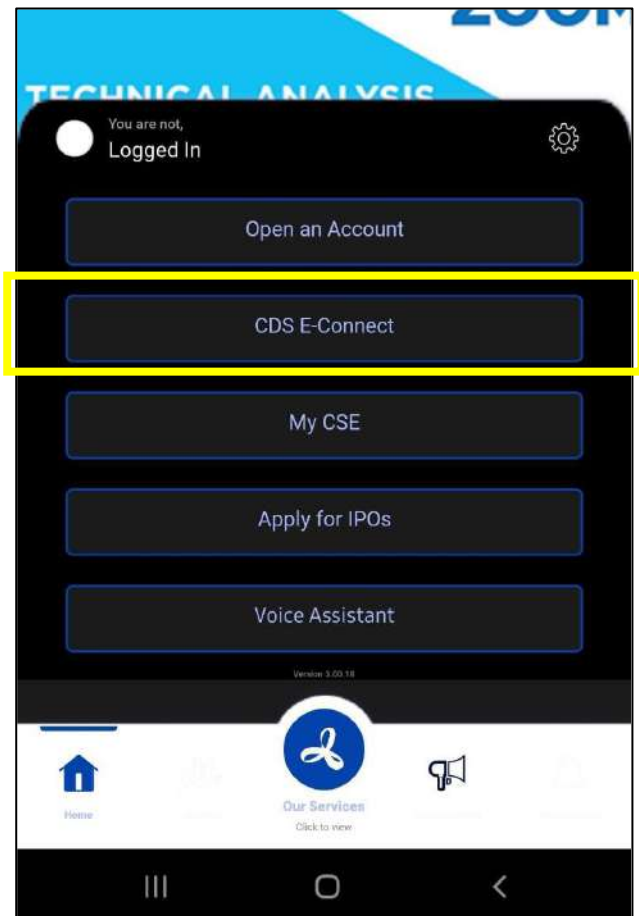 ZOOM
TECHNICAL ANALYSIS
You are not,
Logged In
Open an Account
CDS E-Connect
My CSE
Apply for IPOs
Voice Assistant
Version 3.00.18
Home
Our Services
Click to view